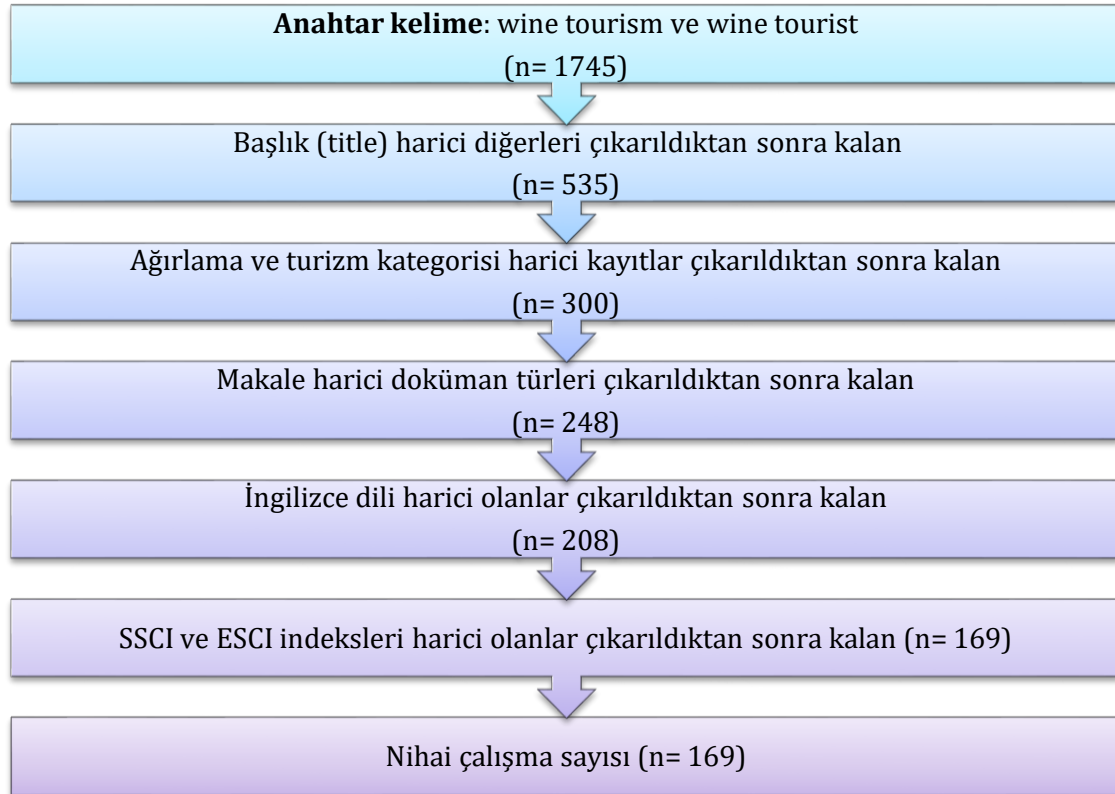 Anahtar kelime: wine tourism ve wine tourist
(n= 1745)
Başlık (title) harici diğerleri çıkarıldıktan sonra kalan
(n= 535)
Ağırlama ve turizm kategorisi harici kayıtlar çıkarıldıktan sonra kalan
(n= 300)
Makale harici doküman türleri çıkarıldıktan sonra kalan
(n= 248)
İngilizce dili harici olanlar çıkarıldıktan sonra kalan
(n= 208)
SSCI ve ESCI indeksleri harici olanlar çıkarıldıktan sonra kalan (n= 169)
Nihai çalışma sayısı (n= 169)